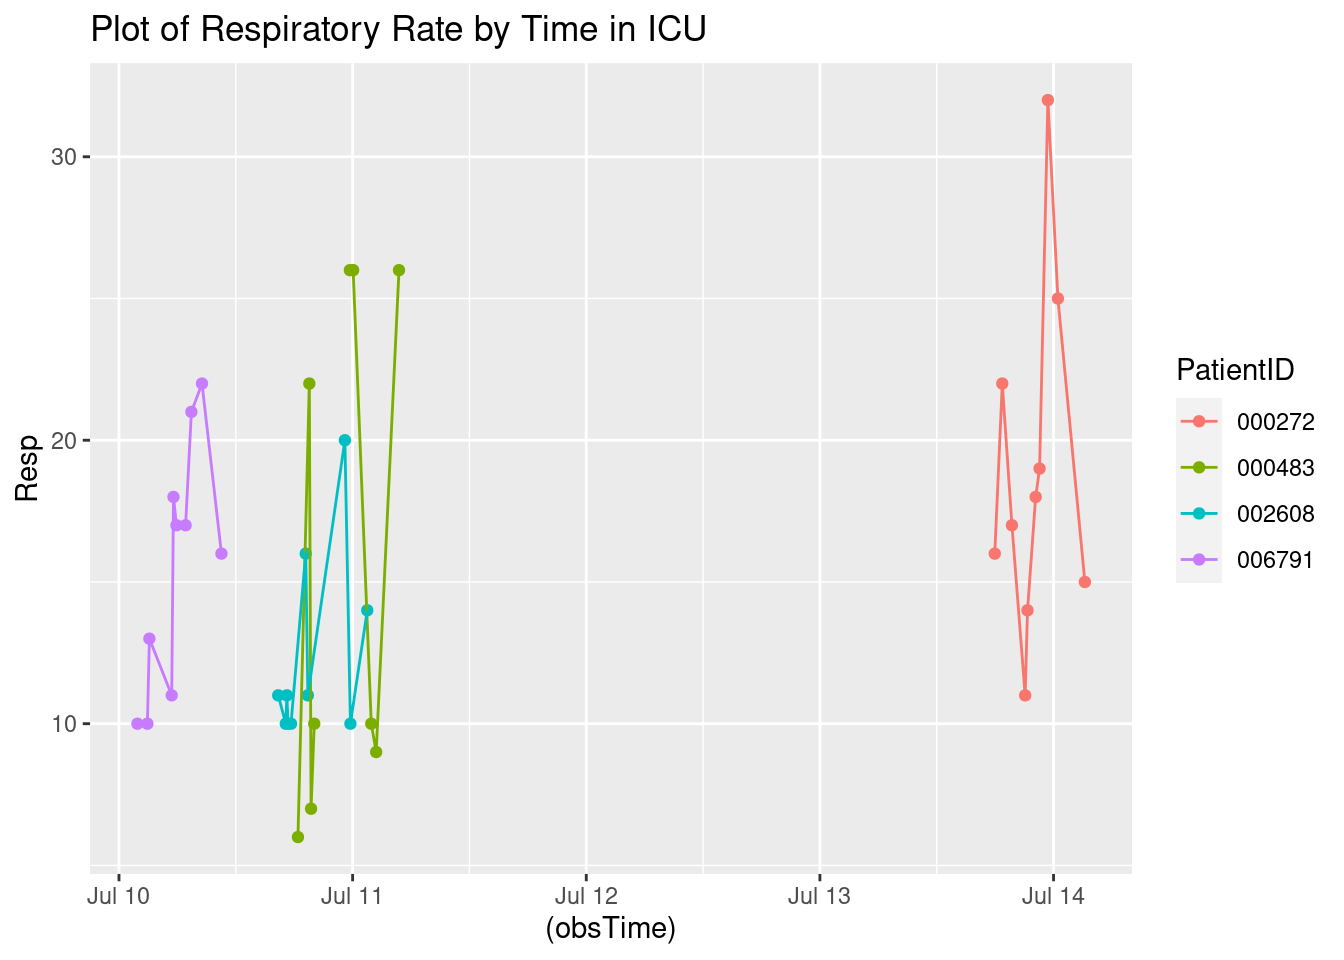 Plot of Respiratory Rate by Time in ICU
30
20
10
Resp
Jul 10
Jul 11
Jul 12
Jul 13
Jul 14
(obsTime)
PatientID
000272
000483
002608
006791